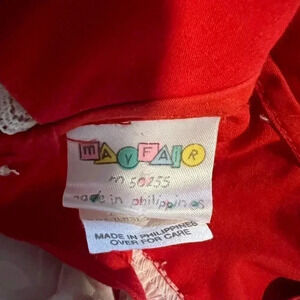 mAYFAIR
rn 50255
made in philippines
MADE IN PHILIPPINES
OVER FOR CARE